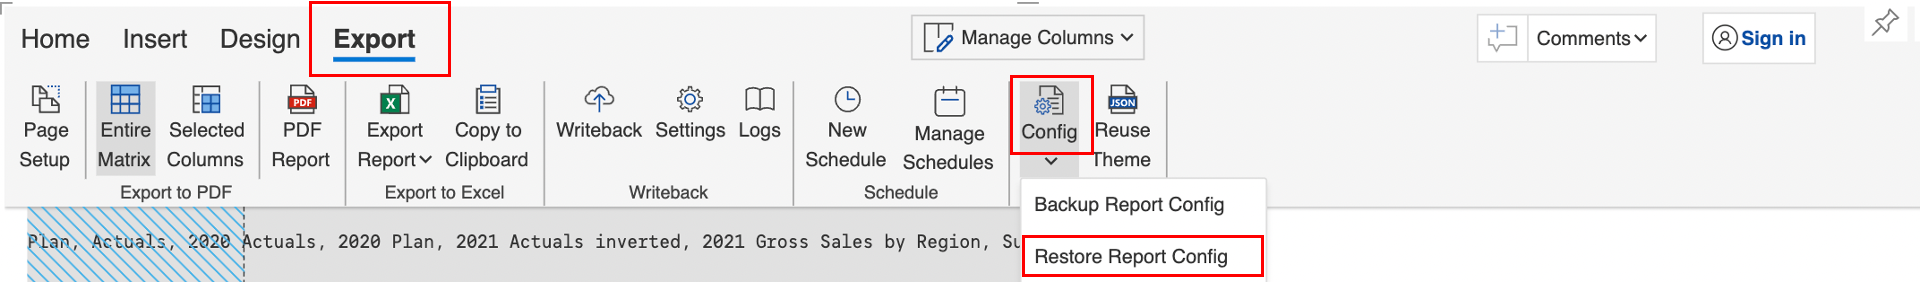 Home Insert Design Export Manage Columns Comments Sign in
Page Setup
Entire Matrix
Selected Columns
PDF
PDF Report
Export Report
Copy to Clipboard
Writeback
Settings
Logs
New Schedule
Manage Schedules
Config
JSON
Reuse Theme
Export to PDF Export to Excel Writeback Schedule
Backup Report Config
Plan, Actuals, 2020 Actuals, 2020 Plan, 2021 Actuals inverted, 2021 Gross Sales by Region, Su
Restore Report Config